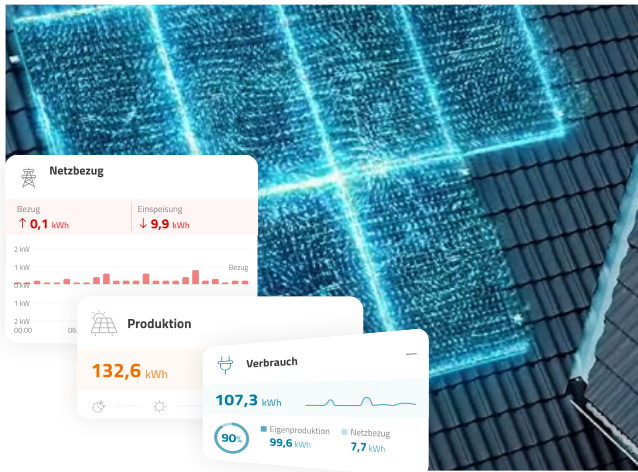 Netzbezug
Bezug
Einspeisung
↑ 0,1 kWh
↓ 9,9 kWh
2 kW
1 kW
Bezug
0 kW
1 kW
2 kW
00:00
06
Produktion
132,6 kWh
Verbrauch
107,3 kWh
90%
Eigenproduktion
99,6 kWh
Netzbezug
7,7 kWh